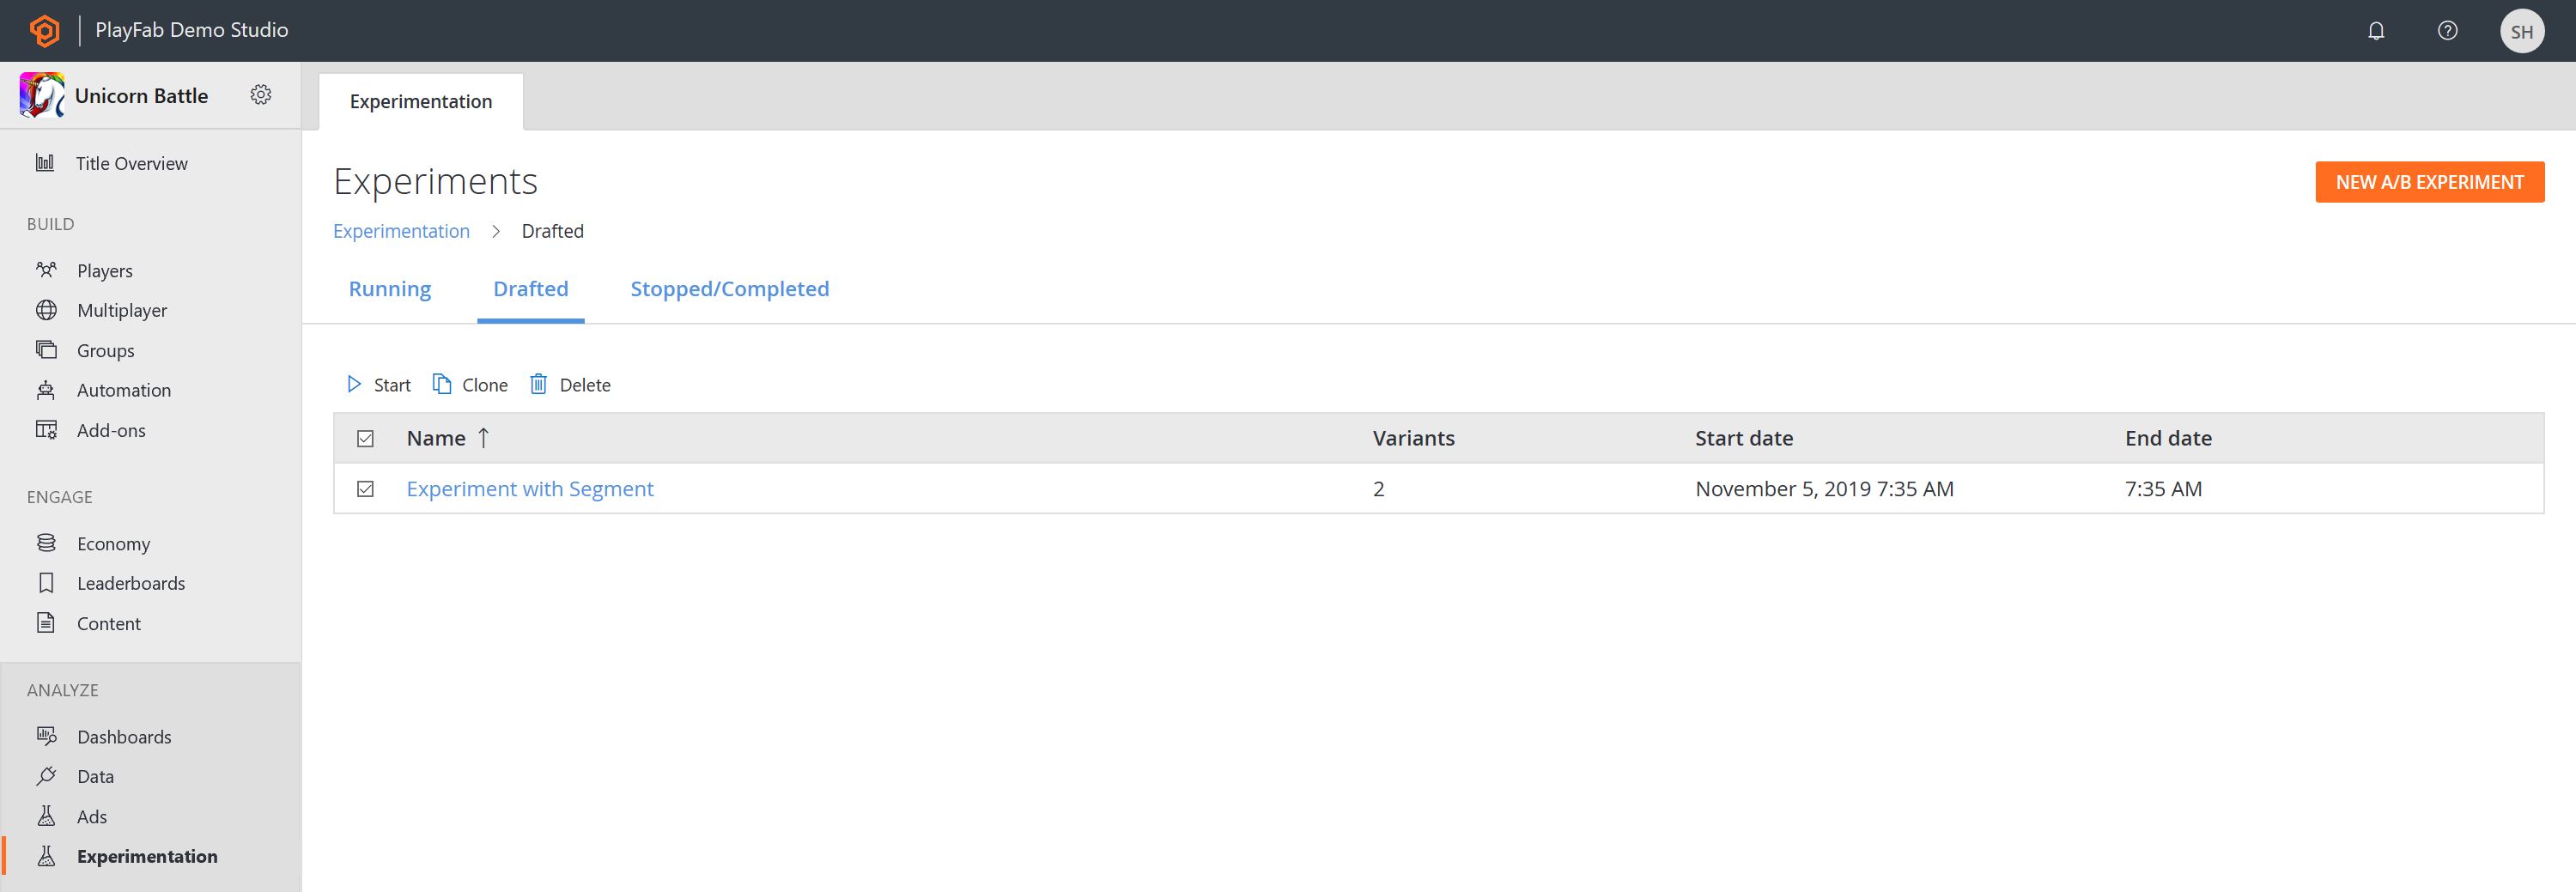 PlayFab Demo Studio
SH
Unicorn Battle
Title Overview
BUILD
Players
Multiplayer
Groups
Automation
Add-ons
ENGAGE
Economy
Leaderboards
Content
ANALYZE
Dashboards
Data
Ads
Experimentation
Experimentation
Experiments
NEW A/B EXPERIMENT
Experimentation > Drafted
Running Drafted Stopped/Completed
Start Clone Delete
Name ↑ Variants Start date End date
Experiment with Segment 2 November 5, 2019 7:35 AM 7:35 AM